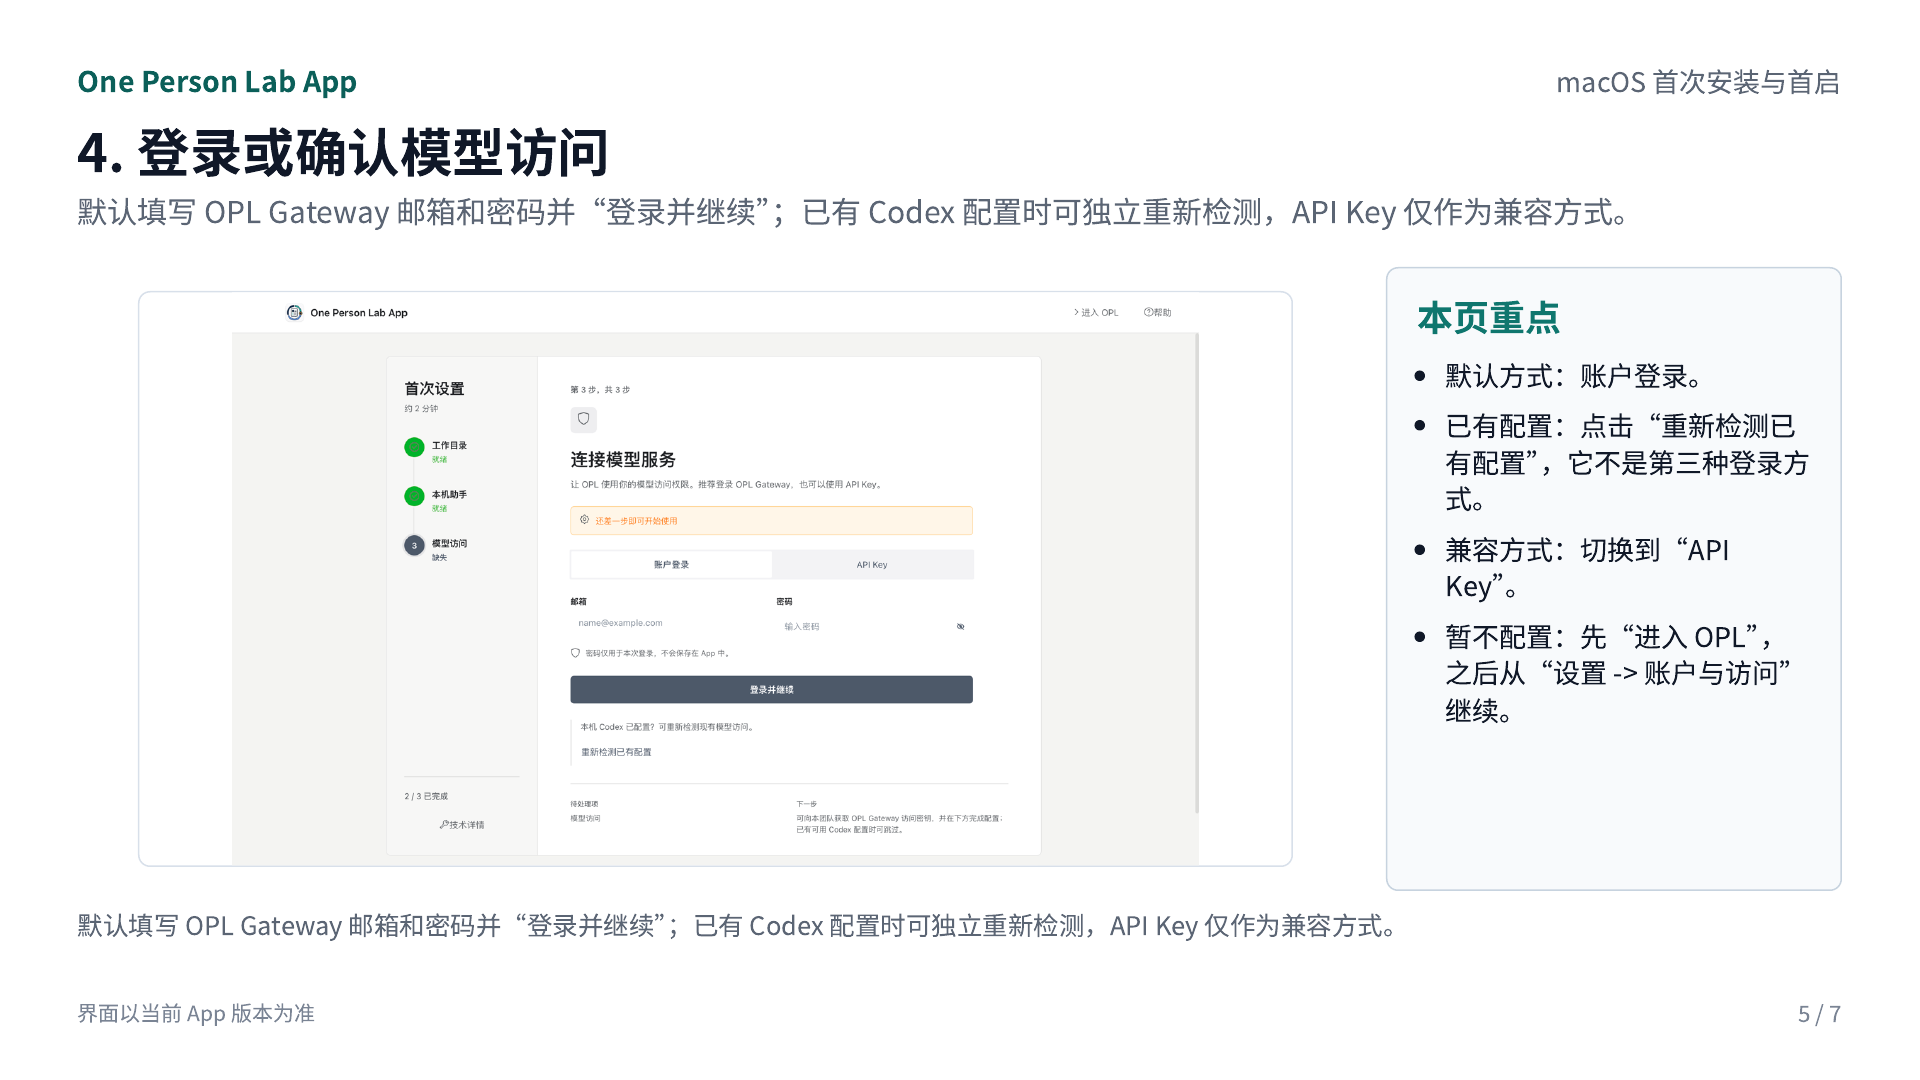 One Person Lab App
macOS 首次安装与首启
4. 登录或确认模型访问
默认填写 OPL Gateway 邮箱和密码并“登录并继续”；已有 Codex 配置时可独立重新检测，API Key 仅作为兼容方式。
One Person Lab App
进入 OPL
帮助
首次设置
约 2 分钟
工作目录
就绪
本机助手
就绪
3
模型访问
缺失
2 / 3 已完成
技术详情
第 3 步，共 3 步
连接模型服务
让 OPL 使用你的模型访问权限。推荐登录 OPL Gateway，也可以使用 API Key。
还差一步即可开始使用
账户登录
API Key
邮箱
密码
name@example.com
输入密码
密码仅用于本次登录，不会保存在 App 中。
登录并继续
本机 Codex 已配置？可重新检测现有模型访问。
重新检测已有配置
待处理项
模型访问
下一步
可向本团队获取 OPL Gateway 访问密钥，并在下方完成配置；
已有可用 Codex 配置时可跳过。
本页重点
默认方式：账户登录。
已有配置：点击“重新检测已
有配置”，它不是第三种登录方
式。
兼容方式：切换到“API
Key”。
暂不配置：先“进入 OPL”，
之后从“设置 -> 账户与访问”
继续。
默认填写 OPL Gateway 邮箱和密码并“登录并继续”；已有 Codex 配置时可独立重新检测，API Key 仅作为兼容方式。
界面以当前 App 版本为准
5 / 7